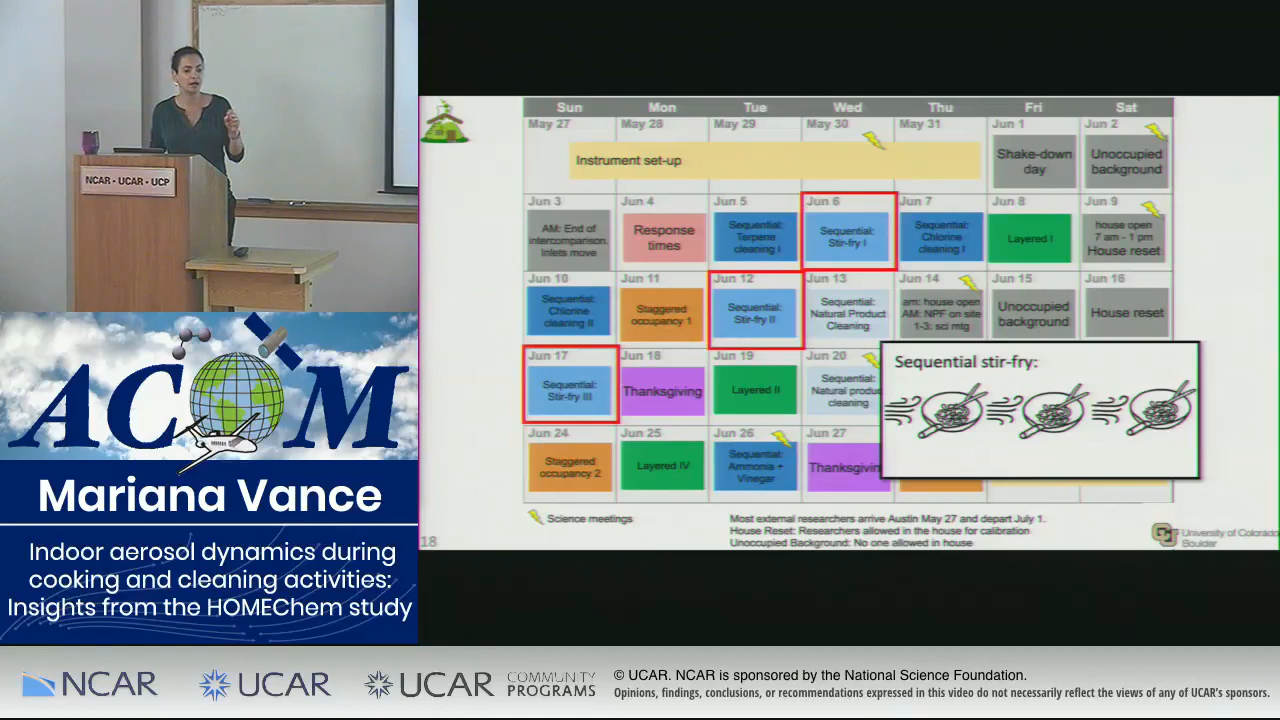 NCAR • UCAR • UCP
ACOM
Mariana Vance
Indoor aerosol dynamics during
cooking and cleaning activities:
Insights from the HOMEChem study
Sun Mon Tue Wed Thu Fri Sat
May 27 May 28 May 29 May 30 May 31 Jun 1 Jun 2
Instrument set-up
Shake-down
day
Unoccupied
background
Jun 3 Jun 4 Jun 5 Jun 6 Jun 7 Jun 8 Jun 9
AM: End of
intercomparison.
Inlets move
Response
times
Sequential:
Terpene
cleaning I
Sequential:
Stir-fry I
Sequential:
Chlorine
cleaning I
Layered I
house open
7 am - 1 pm
House reset
Jun 10 Jun 11 Jun 12 Jun 13 Jun 14 Jun 15 Jun 16
Sequential:
Chlorine
cleaning II
Staggered
occupancy 1
Sequential:
Stir-fry II
Sequential:
Natural Product
Cleaning
am: house open
AM: NPF on site
1-3: sci mtg
Unoccupied
background
House reset
Jun 17 Jun 18 Jun 19 Jun 20
Sequential:
Stir-fry III
Thanksgiving
Layered II
Sequential:
Natural produc
cleaning
Sequential stir-fry:
Jun 24 Jun 25 Jun 26 Jun 27
Staggered
occupancy 2
Layered IV
Sequential:
Ammonia +
Vinegar
Thanksgivin
Science meetings
Most external researchers arrive Austin May 27 and depart July 1.
House Reset: Researchers allowed in the house for calibration
Unoccupied Background: No one allowed in house
18
CU
University of Colorado
Boulder
NCAR
UCAR
UCAR
COMMUNITY
PROGRAMS
© UCAR. NCAR is sponsored by the National Science Foundation.
Opinions, findings, conclusions, or recommendations expressed in this video do not necessarily reflect the views of any of UCAR's sponsors.